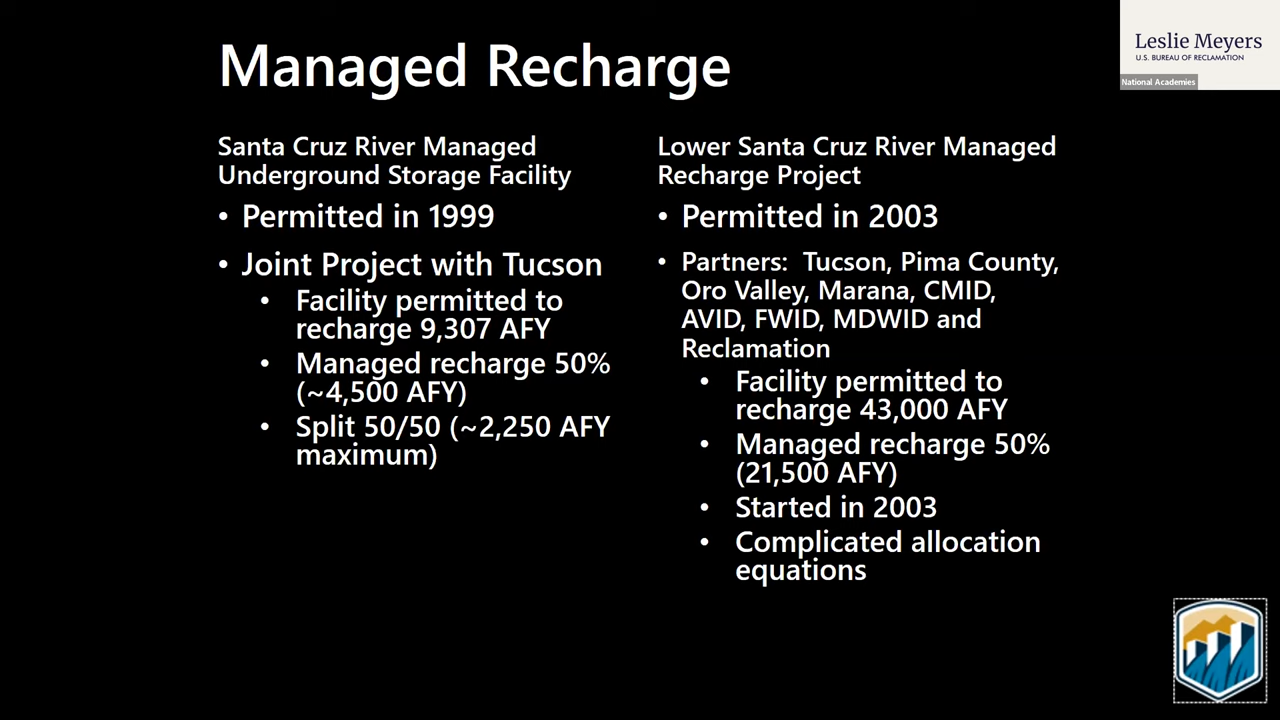 Managed Recharge
Leslie Meyers
U.S. BUREAU OF RECLAMATION
National Academies
Santa Cruz River Managed
Underground Storage Facility
• Permitted in 1999
• Joint Project with Tucson
• Facility permitted to
recharge 9,307 AFY
• Managed recharge 50%
(~4,500 AFY)
• Split 50/50 (~2,250 AFY
maximum)
Lower Santa Cruz River Managed
Recharge Project
• Permitted in 2003
• Partners: Tucson, Pima County,
Oro Valley, Marana, CMID,
AVID, FWID, MDWID and
Reclamation
• Facility permitted to
recharge 43,000 AFY
• Managed recharge 50%
(21,500 AFY)
• Started in 2003
• Complicated allocation
equations